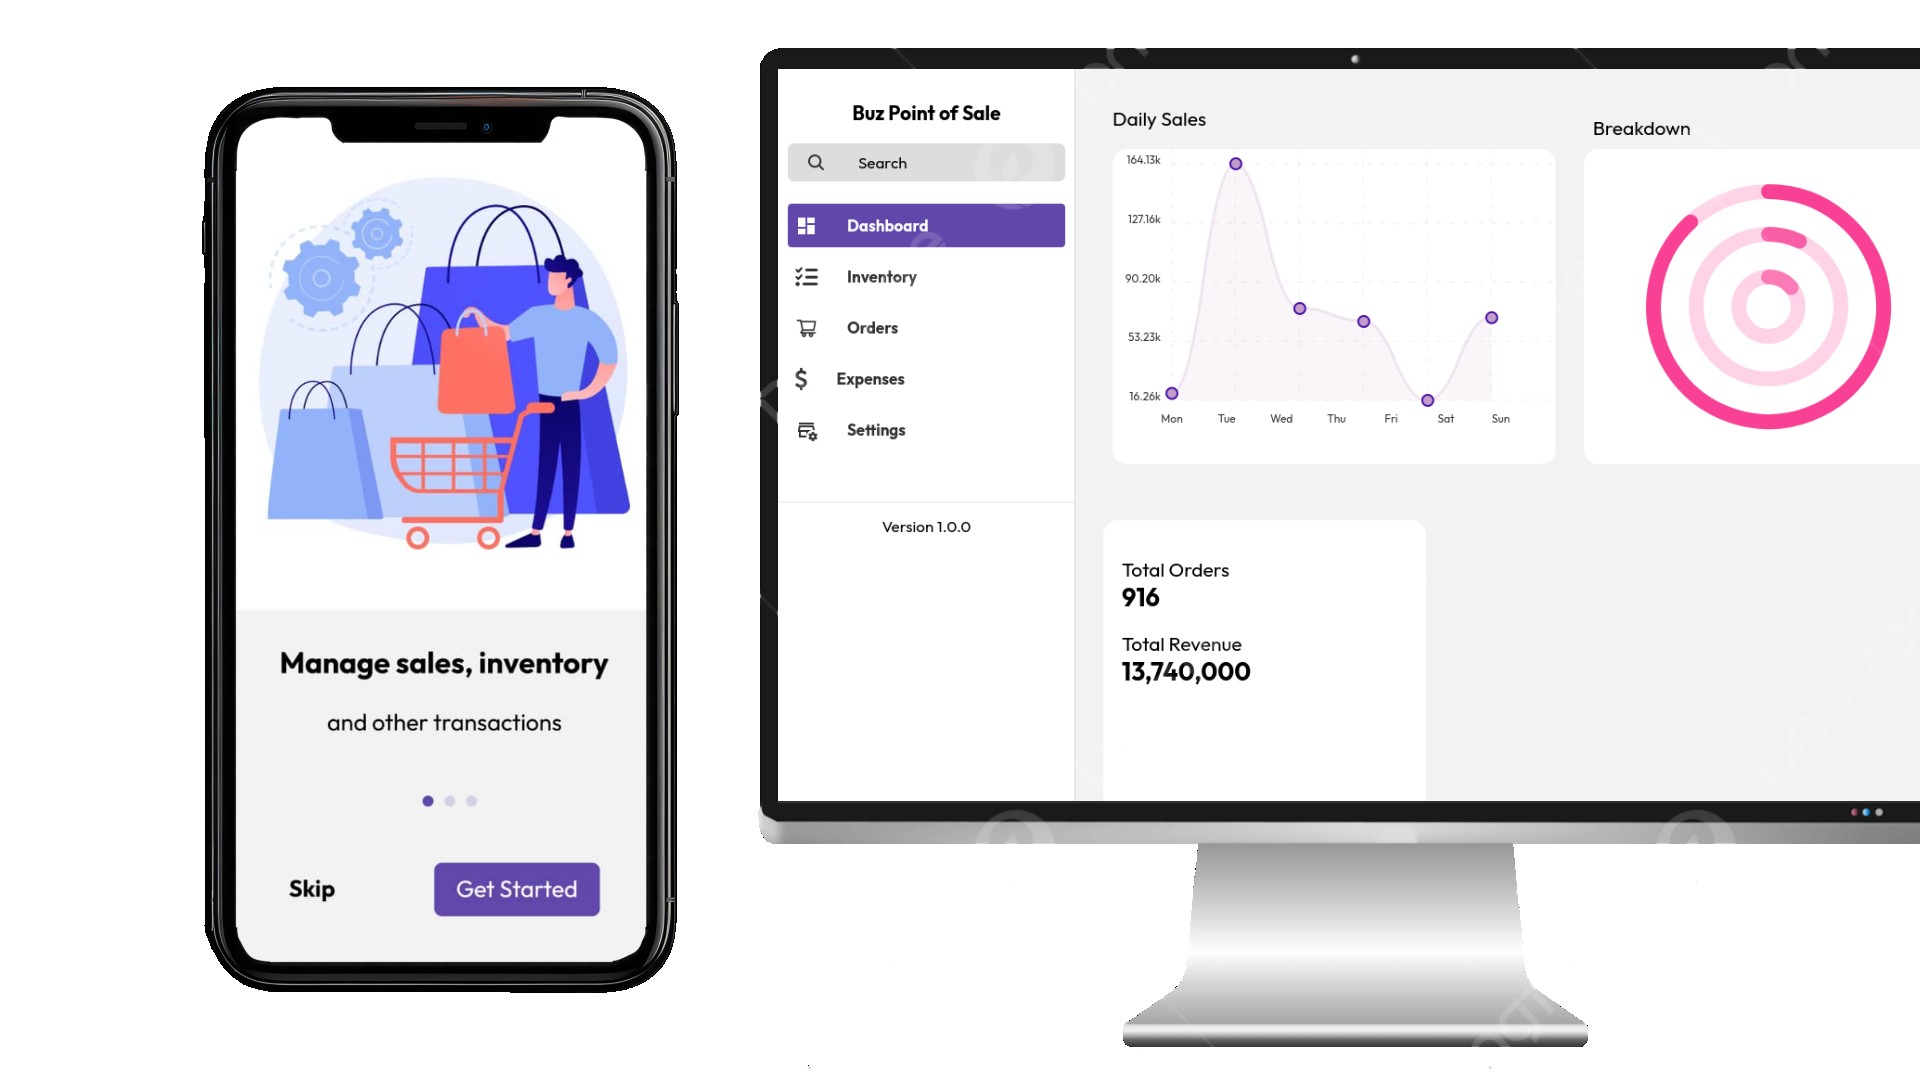 Manage sales, inventory
and other transactions
Skip
Get Started
Buz Point of Sale
Search
Dashboard
Inventory
Orders
Expenses
Settings
Version 1.0.0
Daily Sales
164.13k
127.16k
90.20k
53.23k
16.26k
Mon Tue Wed Thu Fri Sat Sun
Breakdown
Total Orders
916
Total Revenue
13,740,000
pngtree